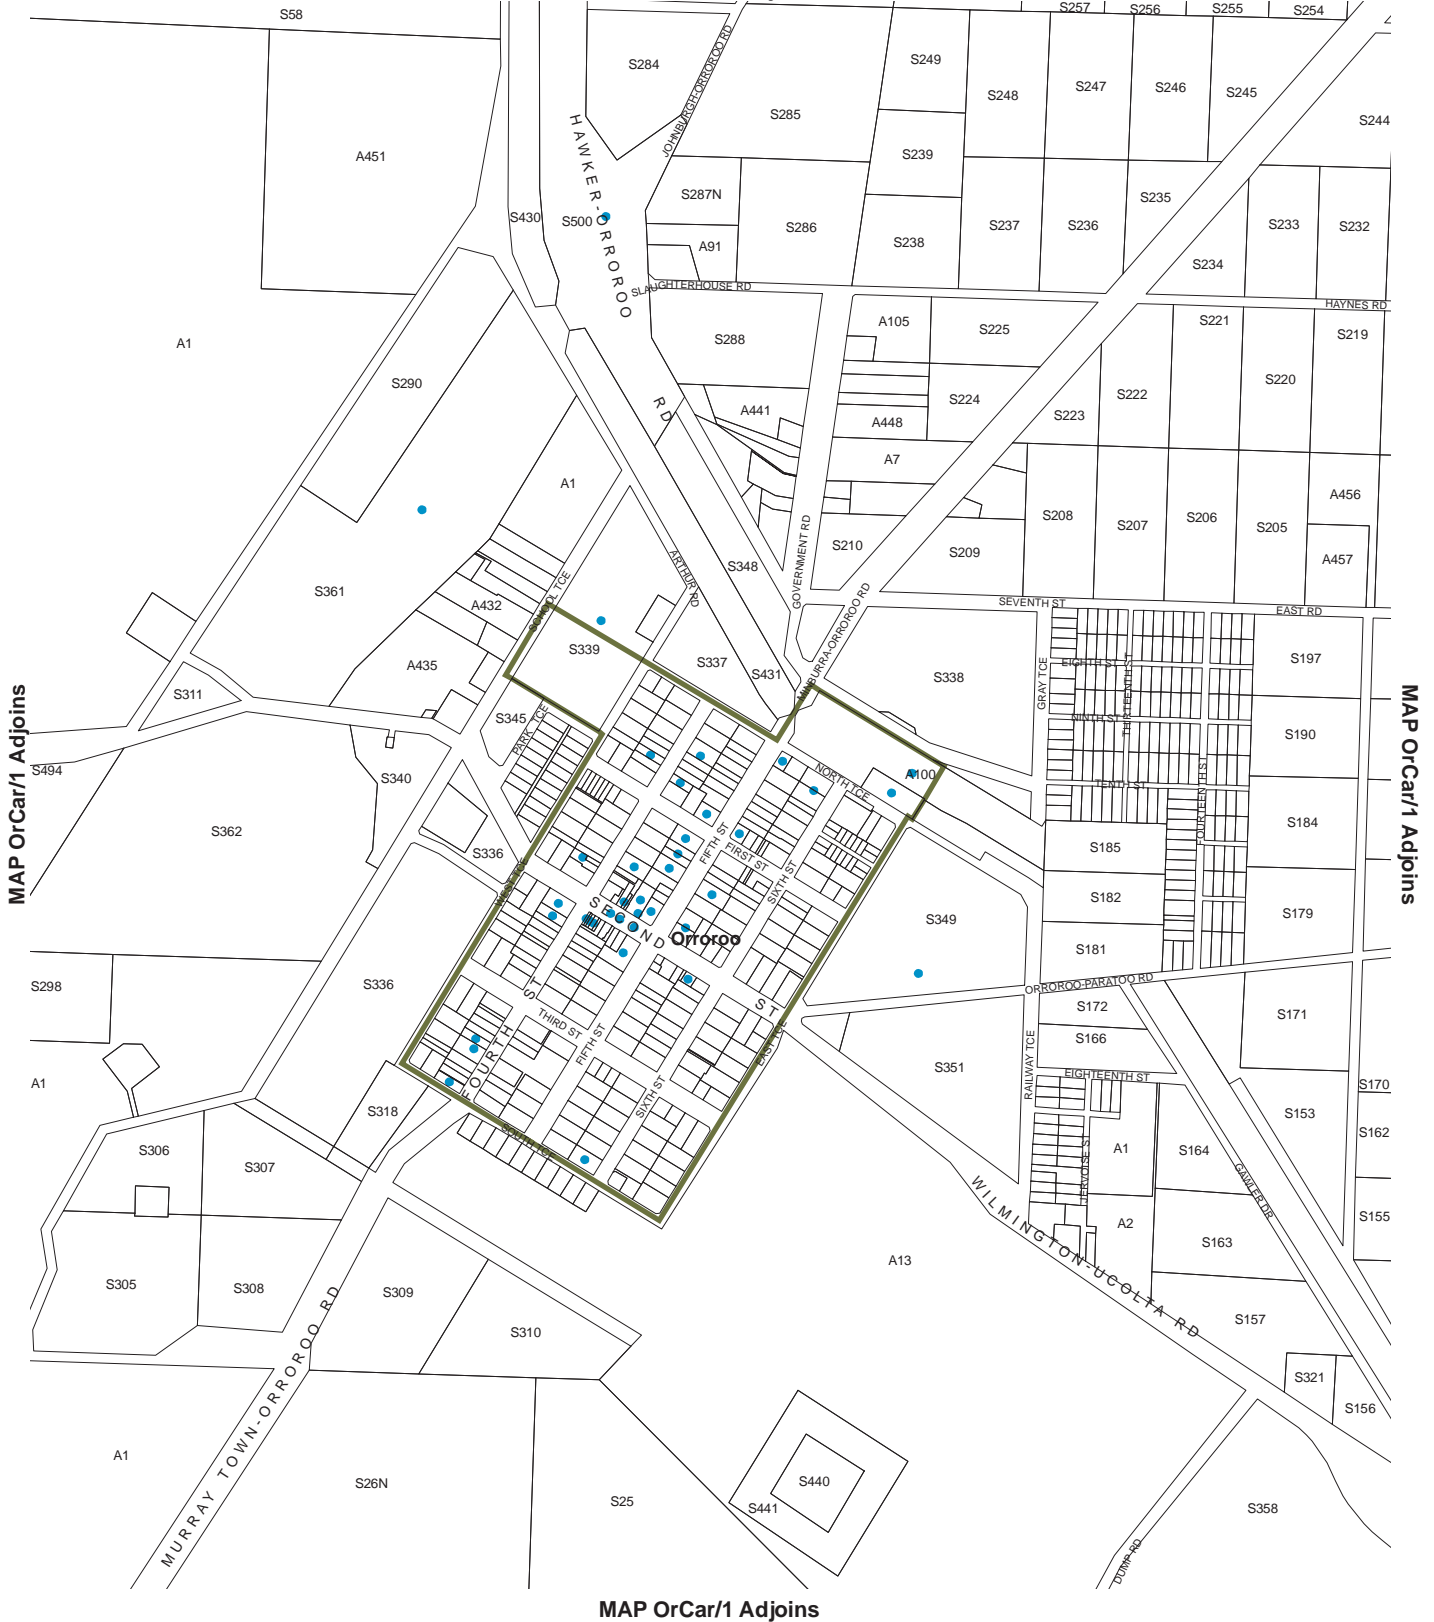 S58
S257
S256
S255
S254
S284
JOHNBURGH-ORROROO RD
S249
S248
S247
S246
S245
S285
S244
HAWKER-ORROROO RD
A451
S239
S287N
S235
S430
S500
S286
S237
S236
S233
S232
A91
S238
S234
SLAUGHTERHOUSE RD
HAYNES RD
A105
S225
S221
S219
S288
A1
S290
S220
S222
S224
A441
S223
A448
A7
A1
A456
S208
S207
S206
S205
GOVERNMENT RD
S210
S209
A457
ARTHUR RD
S348
S361
SCHOOL TCE
A432
MINBURRA-ORROROO RD
SEVENTH ST
EAST RD
S339
S337
S431
S338
GRAY TCE
EIGHTH ST
THIRTEENTH ST
S197
A435
S311
S345
PARK TCE
NINTH ST
S190
MAP OrCar/1 Adjoins
MAP OrCar/1 Adjoins
S494
S340
NORTH TCE
A100
TENTH ST
FOURTEENTH ST
S362
S184
FIFTH ST
FIRST ST
S336
S185
WEST TCE
SIXTH ST
S182
S349
S179
SECOND ST
Orroroo
S181
S298
S336
ORROROO-PARATOO RD
S172
S171
THIRD ST
FIFTH ST
EAST TCE
S166
RAILWAY TCE
FOURTH ST
S351
EIGHTEENTH ST
A1
S170
SIXTH ST
S318
S153
S162
SOUTH TCE
S306
S307
JERVOISE ST
A1
S164
GAWLER DR
WILMINGTON-UCOLTA RD
A2
S155
S163
A13
S305
S308
S309
S310
S157
MURRAY TOWN-ORROROO RD
S321
S156
A1
S26N
S25
S440
S441
S358
DUMP RD
MAP OrCar/1 Adjoins